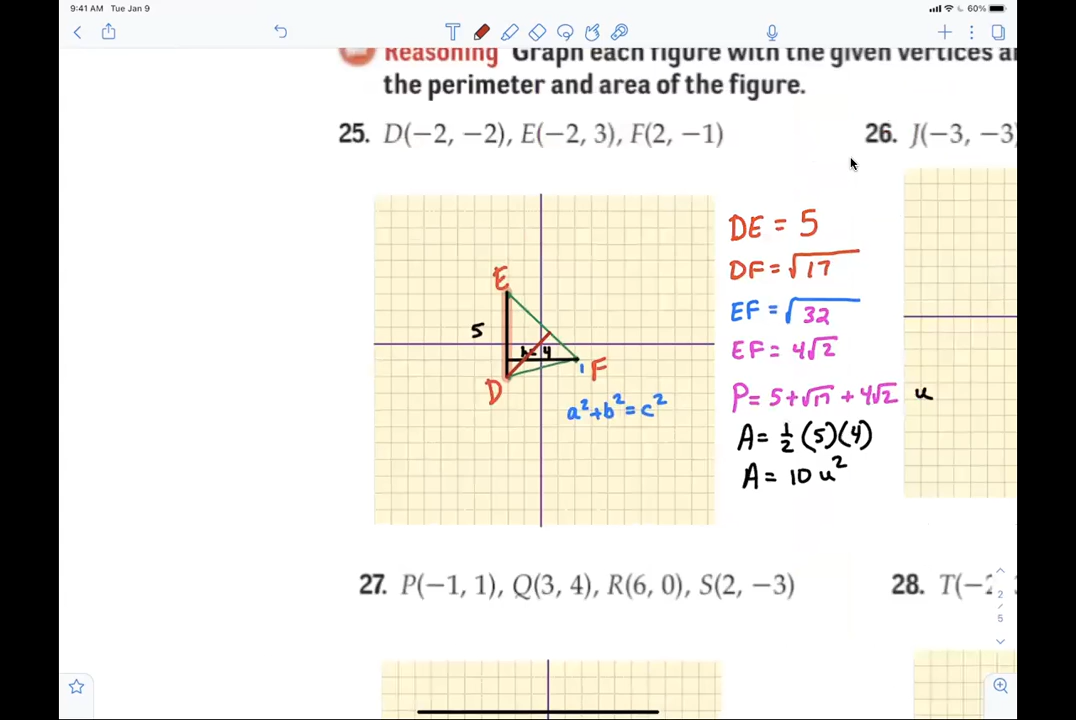 9:41 AM Tue Jan 9
60%
T
Reasoning Graph each figure with the given vertices a
the perimeter and area of the figure.
25. D(−2, −2), E(−2, 3), F(2, −1)
26. J(−3, −3)
E
5
h= 4
D
F
a²+b²=c²
DE = 5
DF = √17
EF = √32
EF = 4√2
P= 5+√17 + 4√2 u
A= ½ (5)(4)
A= 10 u²
27. P(−1, 1), Q(3, 4), R(6, 0), S(2, −3)
28. T(−2
2
/
5